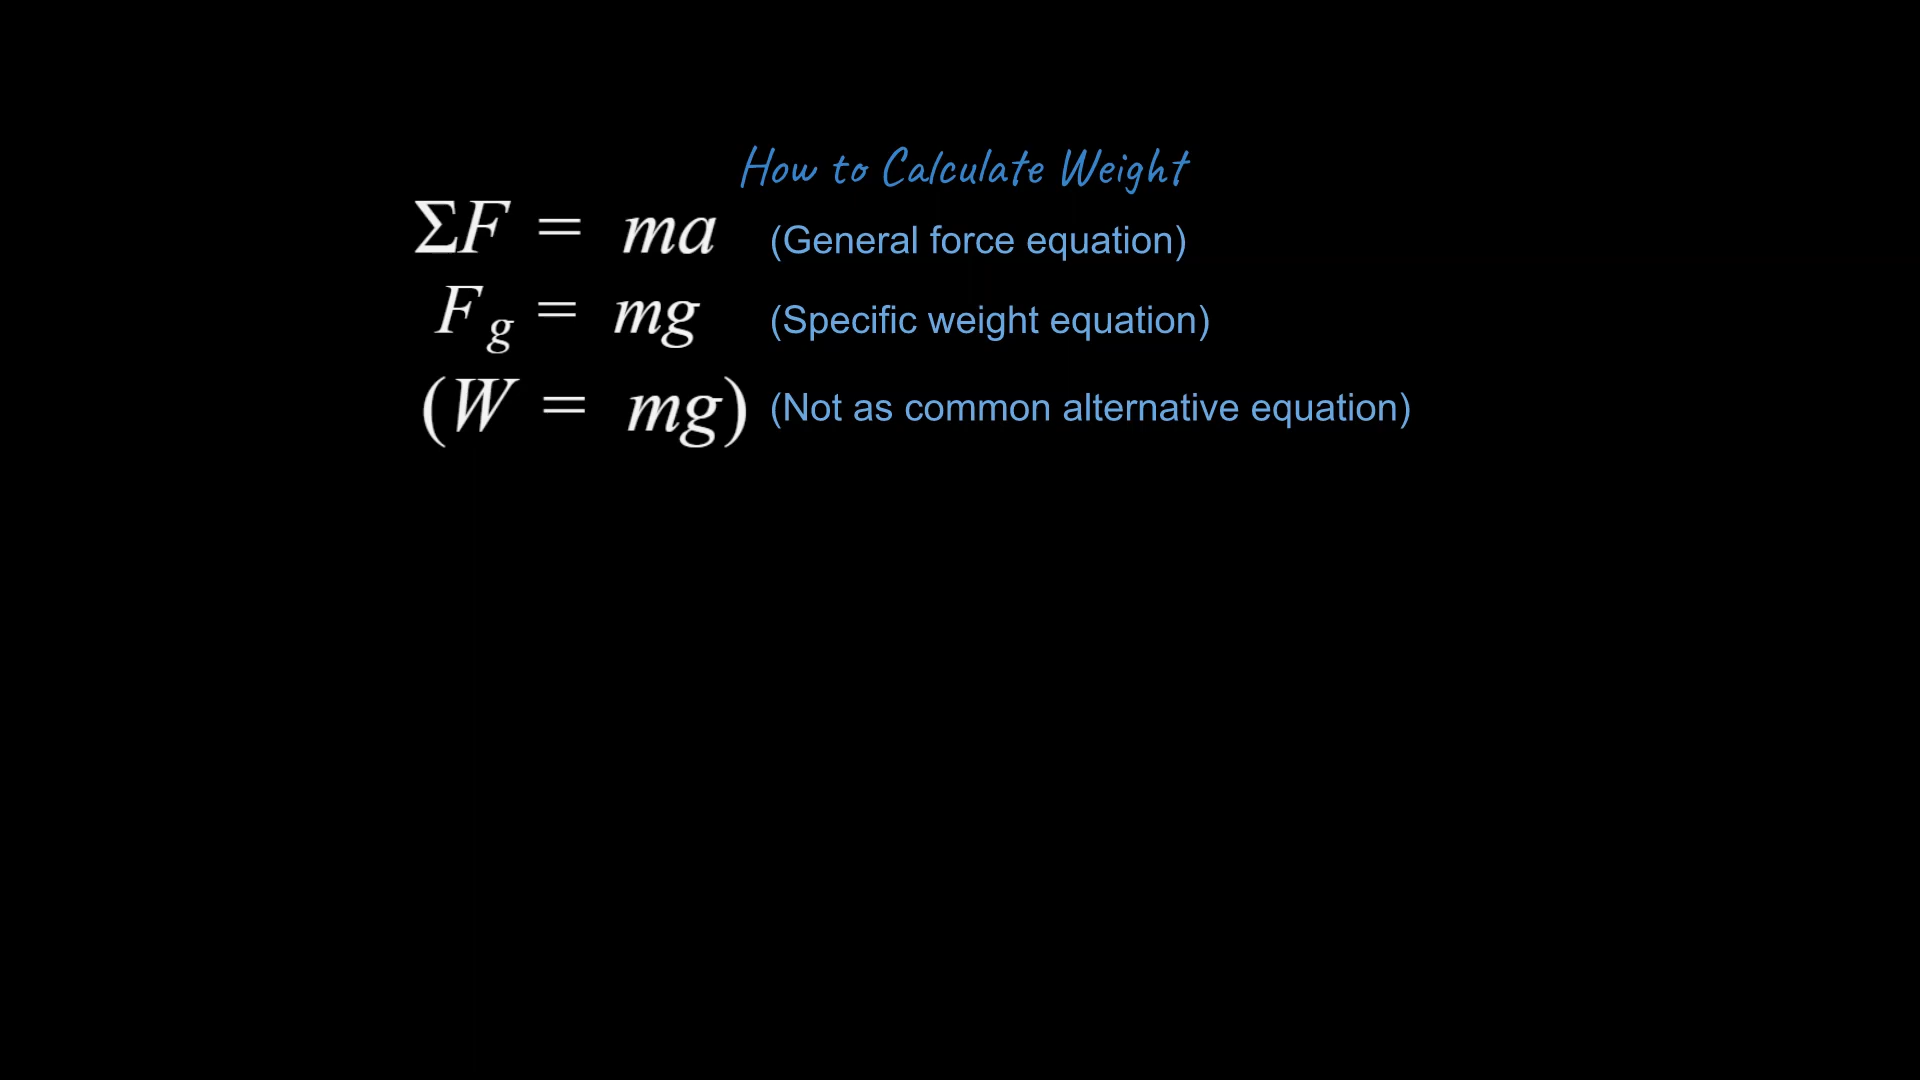 How to Calculate Weight
ΣF = ma (General force equation)
F_g = mg (Specific weight equation)
(W = mg) (Not as common alternative equation)